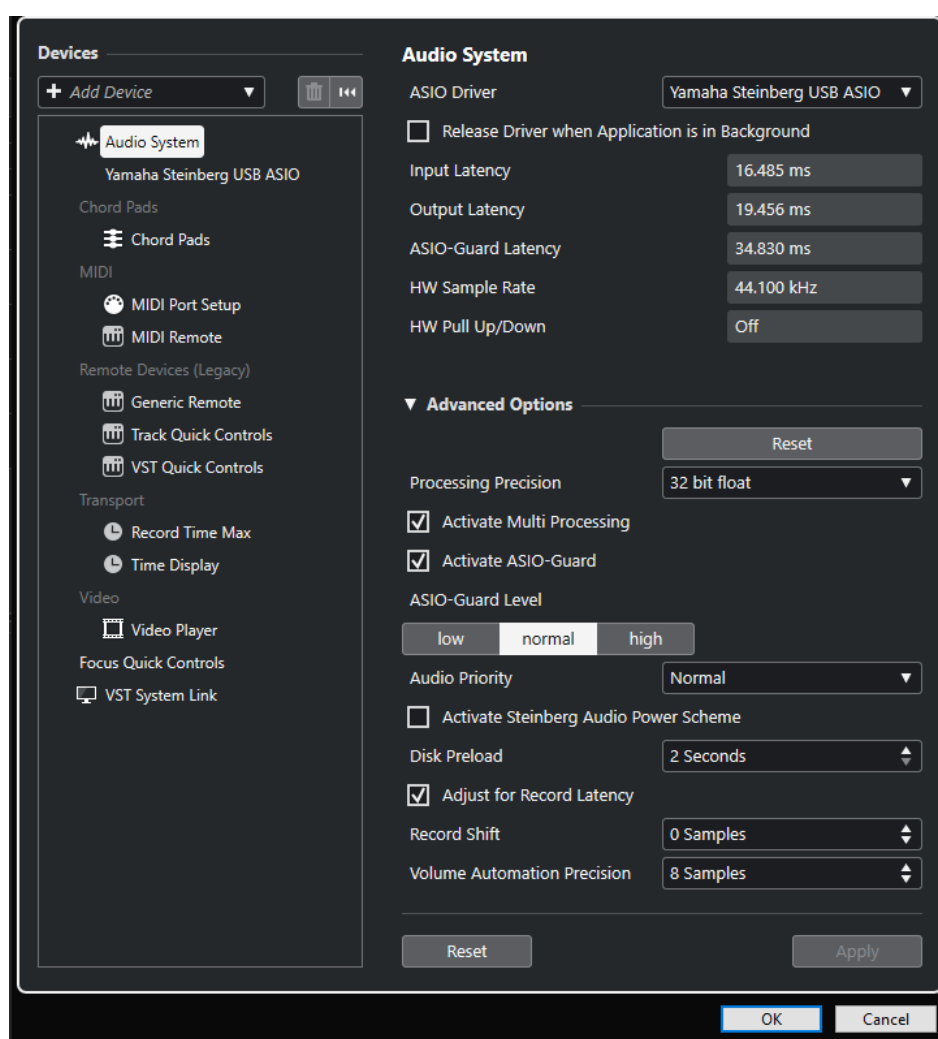 Devices
Add Device
Audio System
Yamaha Steinberg USB ASIO
Chord Pads
Chord Pads
MIDI
MIDI Port Setup
MIDI Remote
Remote Devices (Legacy)
Generic Remote
Track Quick Controls
VST Quick Controls
Transport
Record Time Max
Time Display
Video
Video Player
Focus Quick Controls
VST System Link
Audio System
ASIO Driver Yamaha Steinberg USB ASIO
Release Driver when Application is in Background
Input Latency 16.485 ms
Output Latency 19.456 ms
ASIO-Guard Latency 34.830 ms
HW Sample Rate 44.100 kHz
HW Pull Up/Down Off
Advanced Options
Reset
Processing Precision 32 bit float
Activate Multi Processing
Activate ASIO-Guard
ASIO-Guard Level
low normal high
Audio Priority Normal
Activate Steinberg Audio Power Scheme
Disk Preload 2 Seconds
Adjust for Record Latency
Record Shift 0 Samples
Volume Automation Precision 8 Samples
Reset Apply
OK Cancel